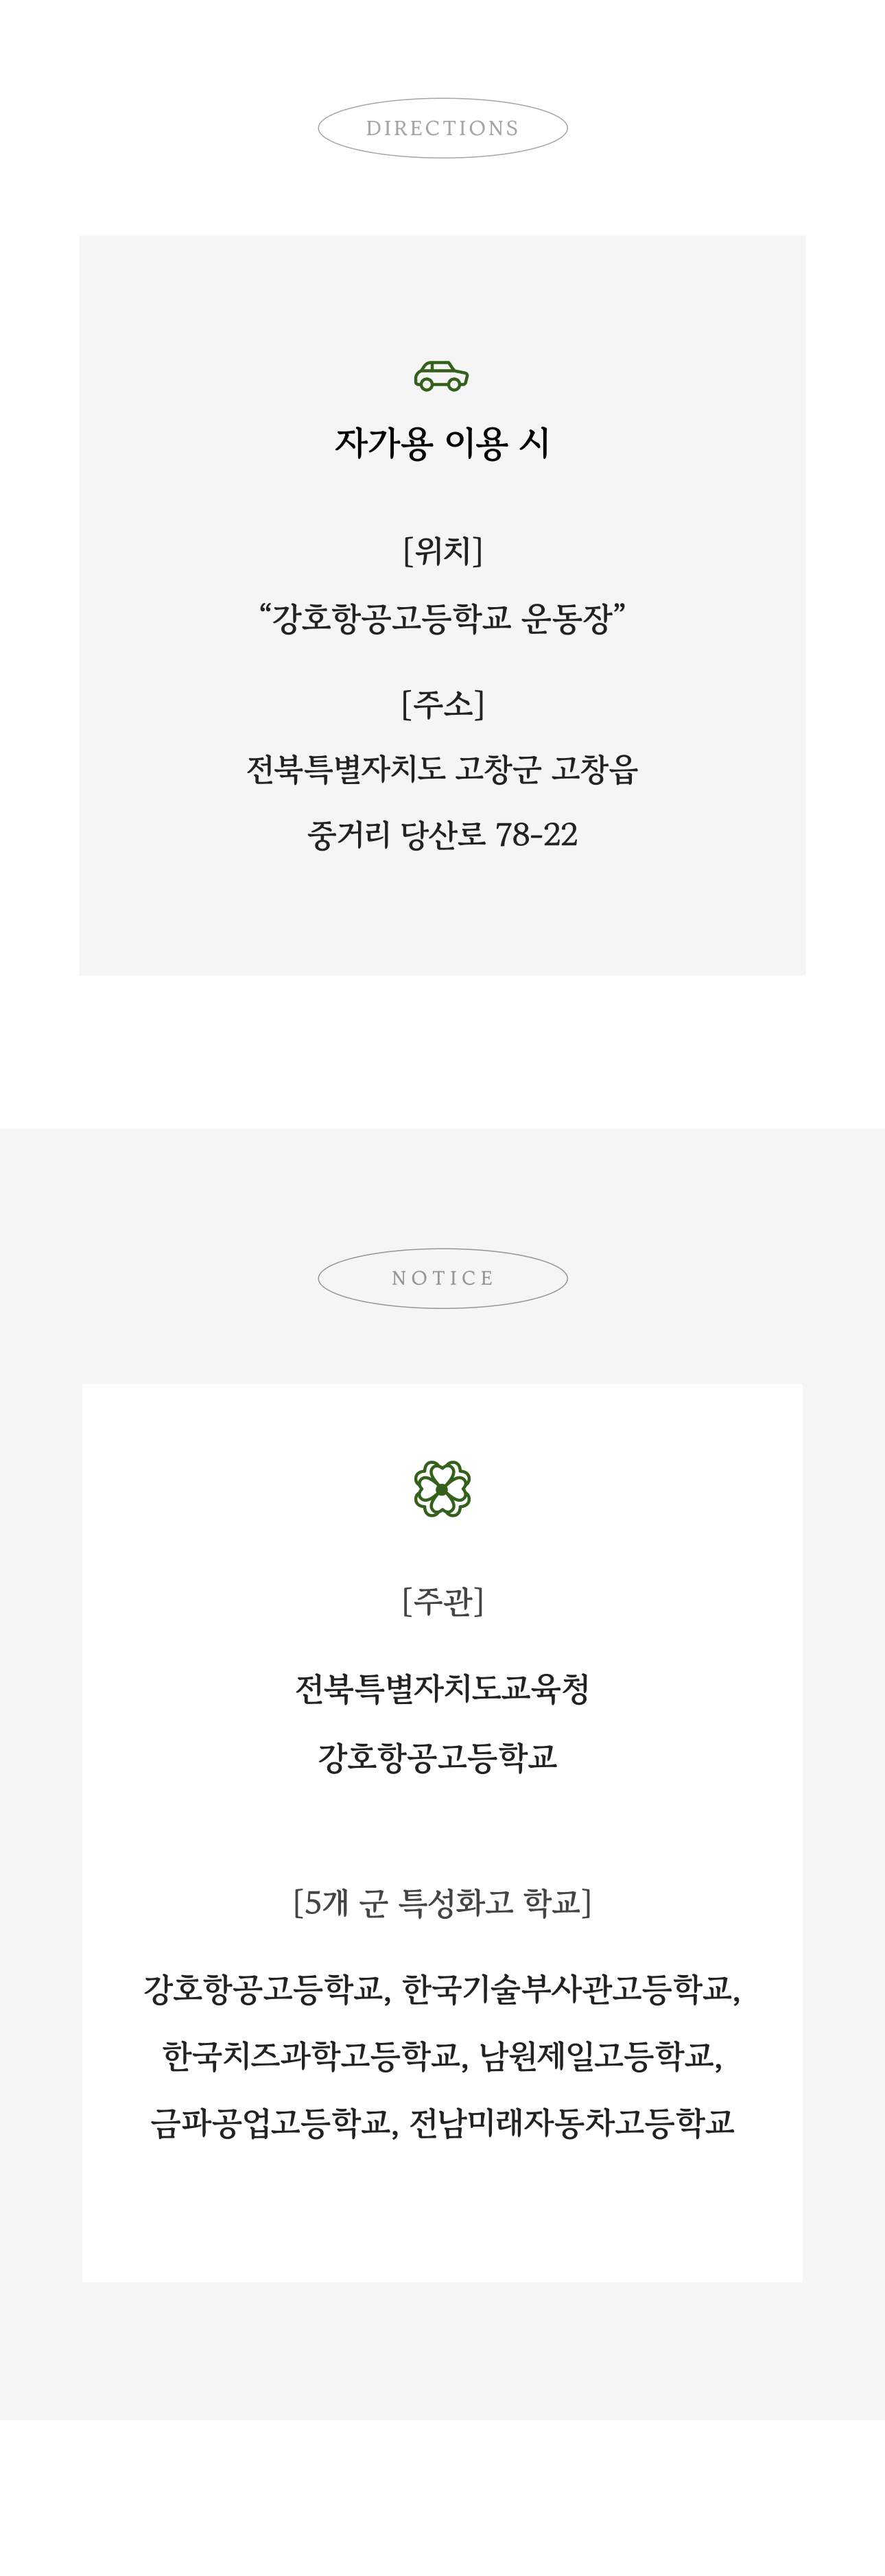 DIRECTIONS
자가용 이용 시
[위치]
“강호항공고등학교 운동장”
[주소]
전북특별자치도 고창군 고창읍
중거리 당산로 78-22
NOTICE
[주관]
전북특별자치도교육청
강호항공고등학교
[5개 군 특성화고 학교]
강호항공고등학교, 한국기술부사관고등학교,
한국치즈과학고등학교, 남원제일고등학교,
금파공업고등학교, 전남미래자동차고등학교